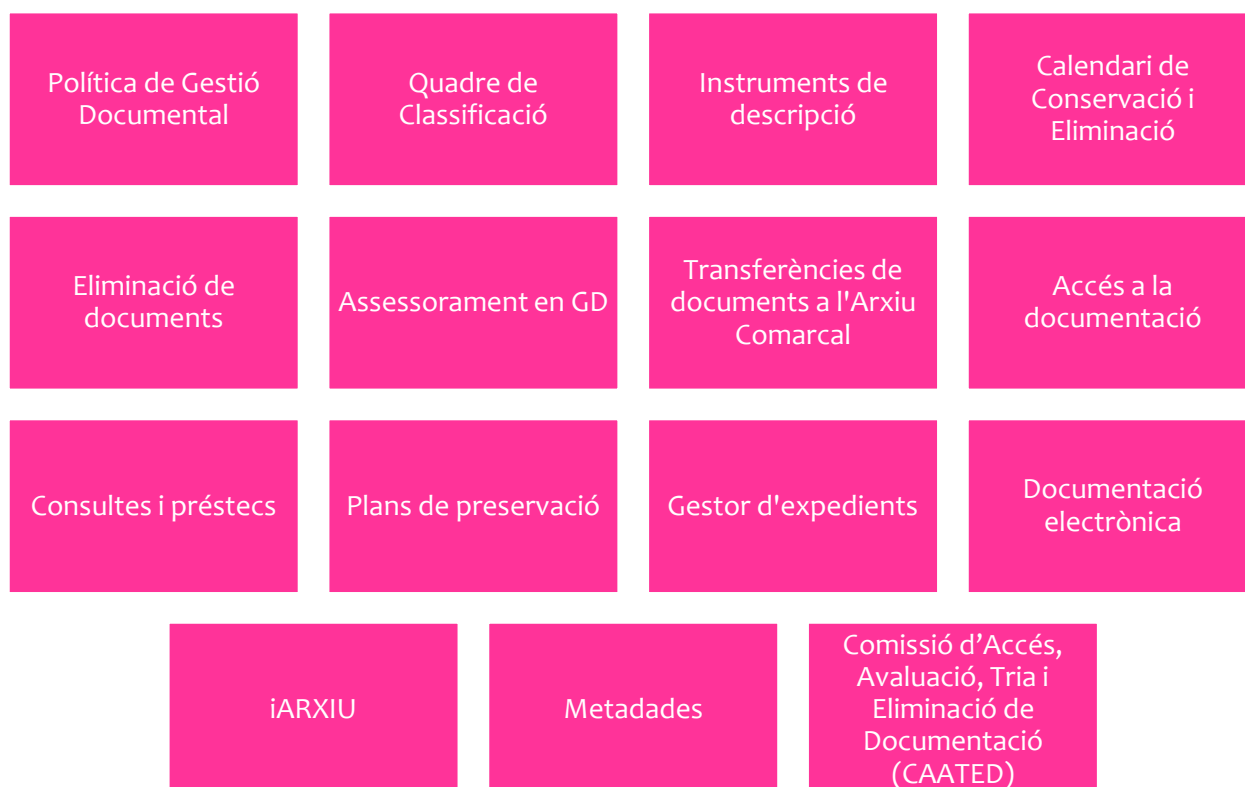 Política de Gestió
Documental
Quadre de
Classificació
Instruments de
descripció
Calendari de
Conservació i
Eliminació
Eliminació de
documents
Assessorament en GD
Transferències de
documents a l'Arxiu
Comarcal
Accés a la
documentació
Consultes i préstecs
Plans de preservació
Gestor d'expedients
Documentació
electrònica
iARXIU
Metadades
Comissió d’Accés,
Avaluació, Tria i
Eliminació de
Documentació
(CAATED)